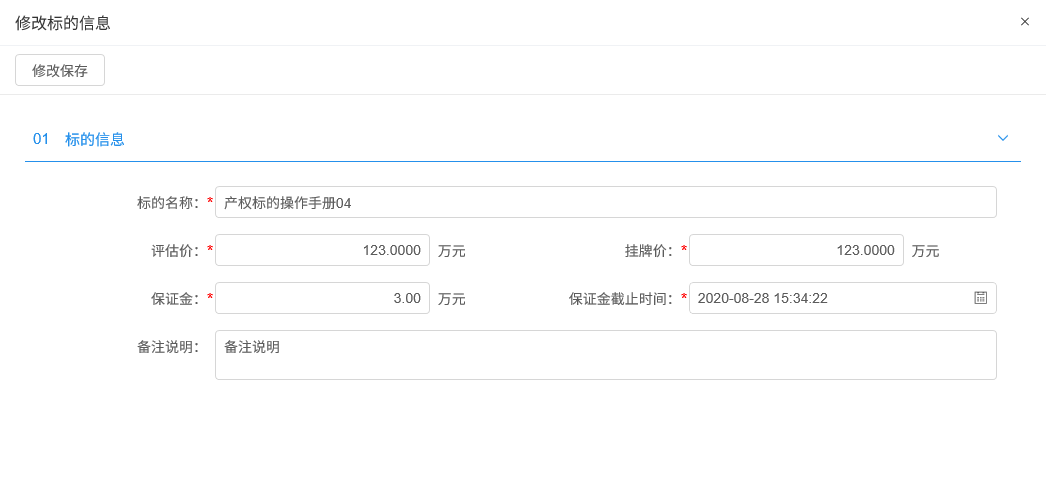 修改标的信息
修改保存
01 标的信息
标的名称：* 产权标的操作手册04
评估价：* 123.0000 万元 挂牌价：* 123.0000 万元
保证金：* 3.00 万元 保证金截止时间：* 2020-08-28 15:34:22
备注说明： 备注说明